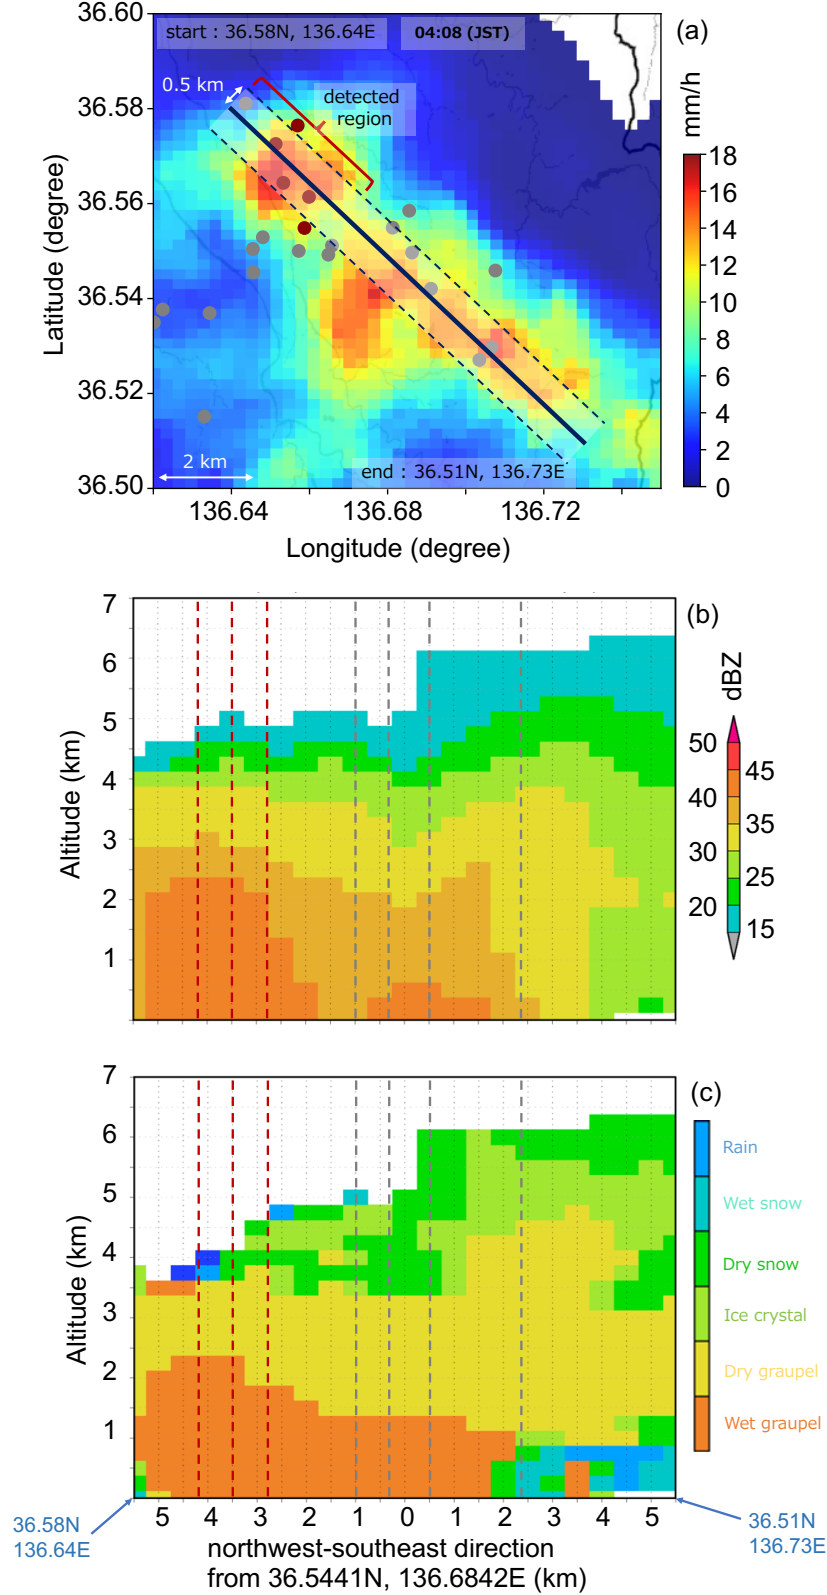 36.60
start : 36.58N, 136.64E
04:08 (JST)
(a)
0.5 km
detected
region
mm/h
36.58
36.56
36.54
36.52
36.50
Latitude (degree)
18
16
14
12
10
8
6
4
2
0
2 km
end : 36.51N, 136.73E
136.64
136.68
136.72
Longitude (degree)
7
6
5
4
3
2
1
Altitude (km)
(b)
dBZ
50
45
40
35
30
25
20
15
7
6
5
4
3
2
1
Altitude (km)
(c)
Rain
Wet snow
Dry snow
Ice crystal
Dry graupel
Wet graupel
5 4 3 2 1 0 1 2 3 4 5
36.58N
136.64E
36.51N
136.73E
northwest-southeast direction
from 36.5441N, 136.6842E (km)